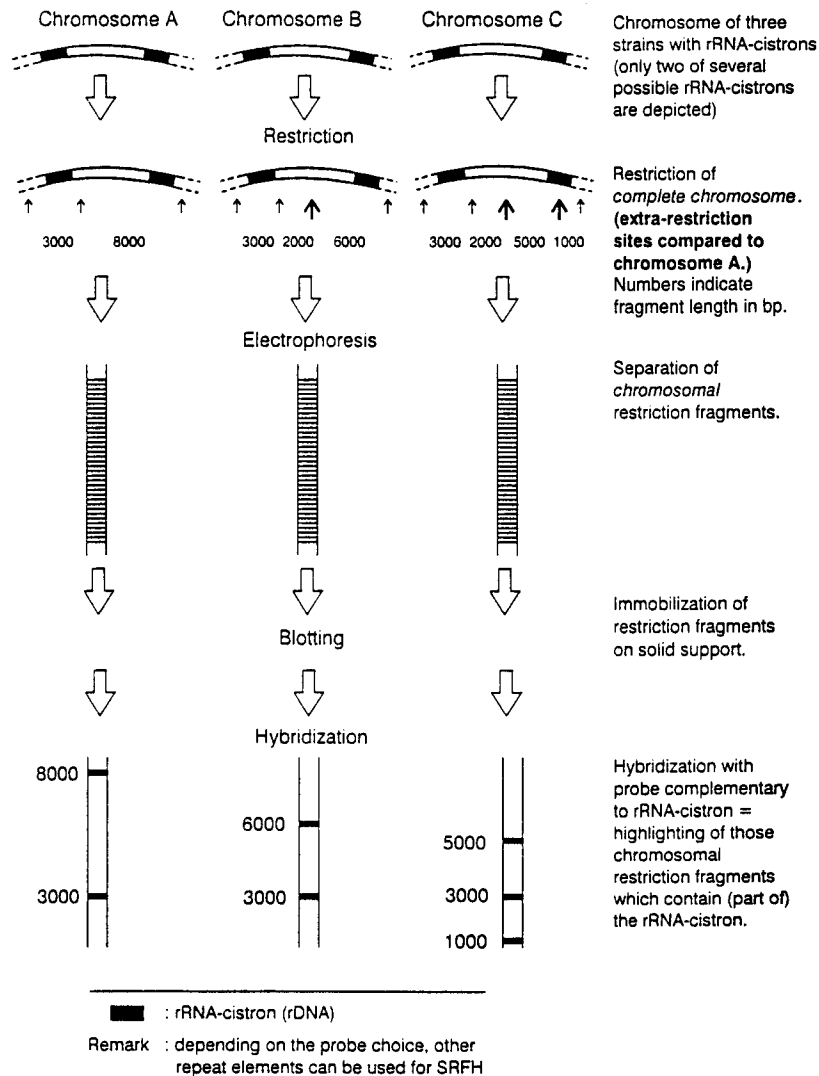 Chromosome A
Chromosome B
Chromosome C
Chromosome of three
strains with rRNA-cistrons
(only two of several
possible rRNA-cistrons
are depicted)
Restriction
Restriction of
complete chromosome.
(extra-restriction
sites compared to
chromosome A.)
Numbers indicate
fragment length in bp.
3000 8000
3000 2000 6000
3000 2000 5000 1000
Electrophoresis
Separation of
chromosomal
restriction fragments.
Immobilization of
restriction fragments
on solid support.
Blotting
Hybridization
8000
3000
6000
3000
5000
3000
1000
Hybridization with
probe complementary
to rRNA-cistron =
highlighting of those
chromosomal
restriction fragments
which contain (part of)
the rRNA-cistron.
: rRNA-cistron (rDNA)
Remark : depending on the probe choice, other
repeat elements can be used for SRFH